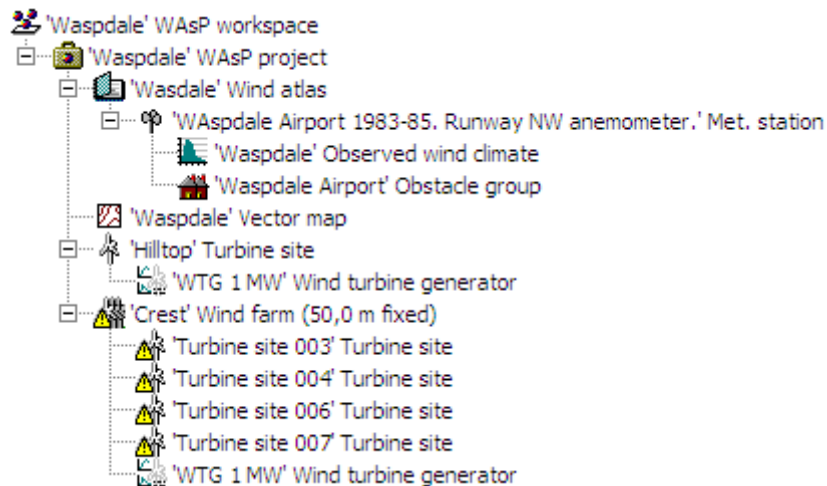 'Waspdale' WAsP workspace
'Waspdale' WAsP project
'Wasdale' Wind atlas
'WAspdale Airport 1983-85. Runway NW anemometer.' Met. station
'Waspdale' Observed wind climate
'Waspdale Airport' Obstacle group
'Waspdale' Vector map
'Hilltop' Turbine site
'WTG 1 MW' Wind turbine generator
'Crest' Wind farm (50,0 m fixed)
'Turbine site 003' Turbine site
'Turbine site 004' Turbine site
'Turbine site 006' Turbine site
'Turbine site 007' Turbine site
'WTG 1 MW' Wind turbine generator